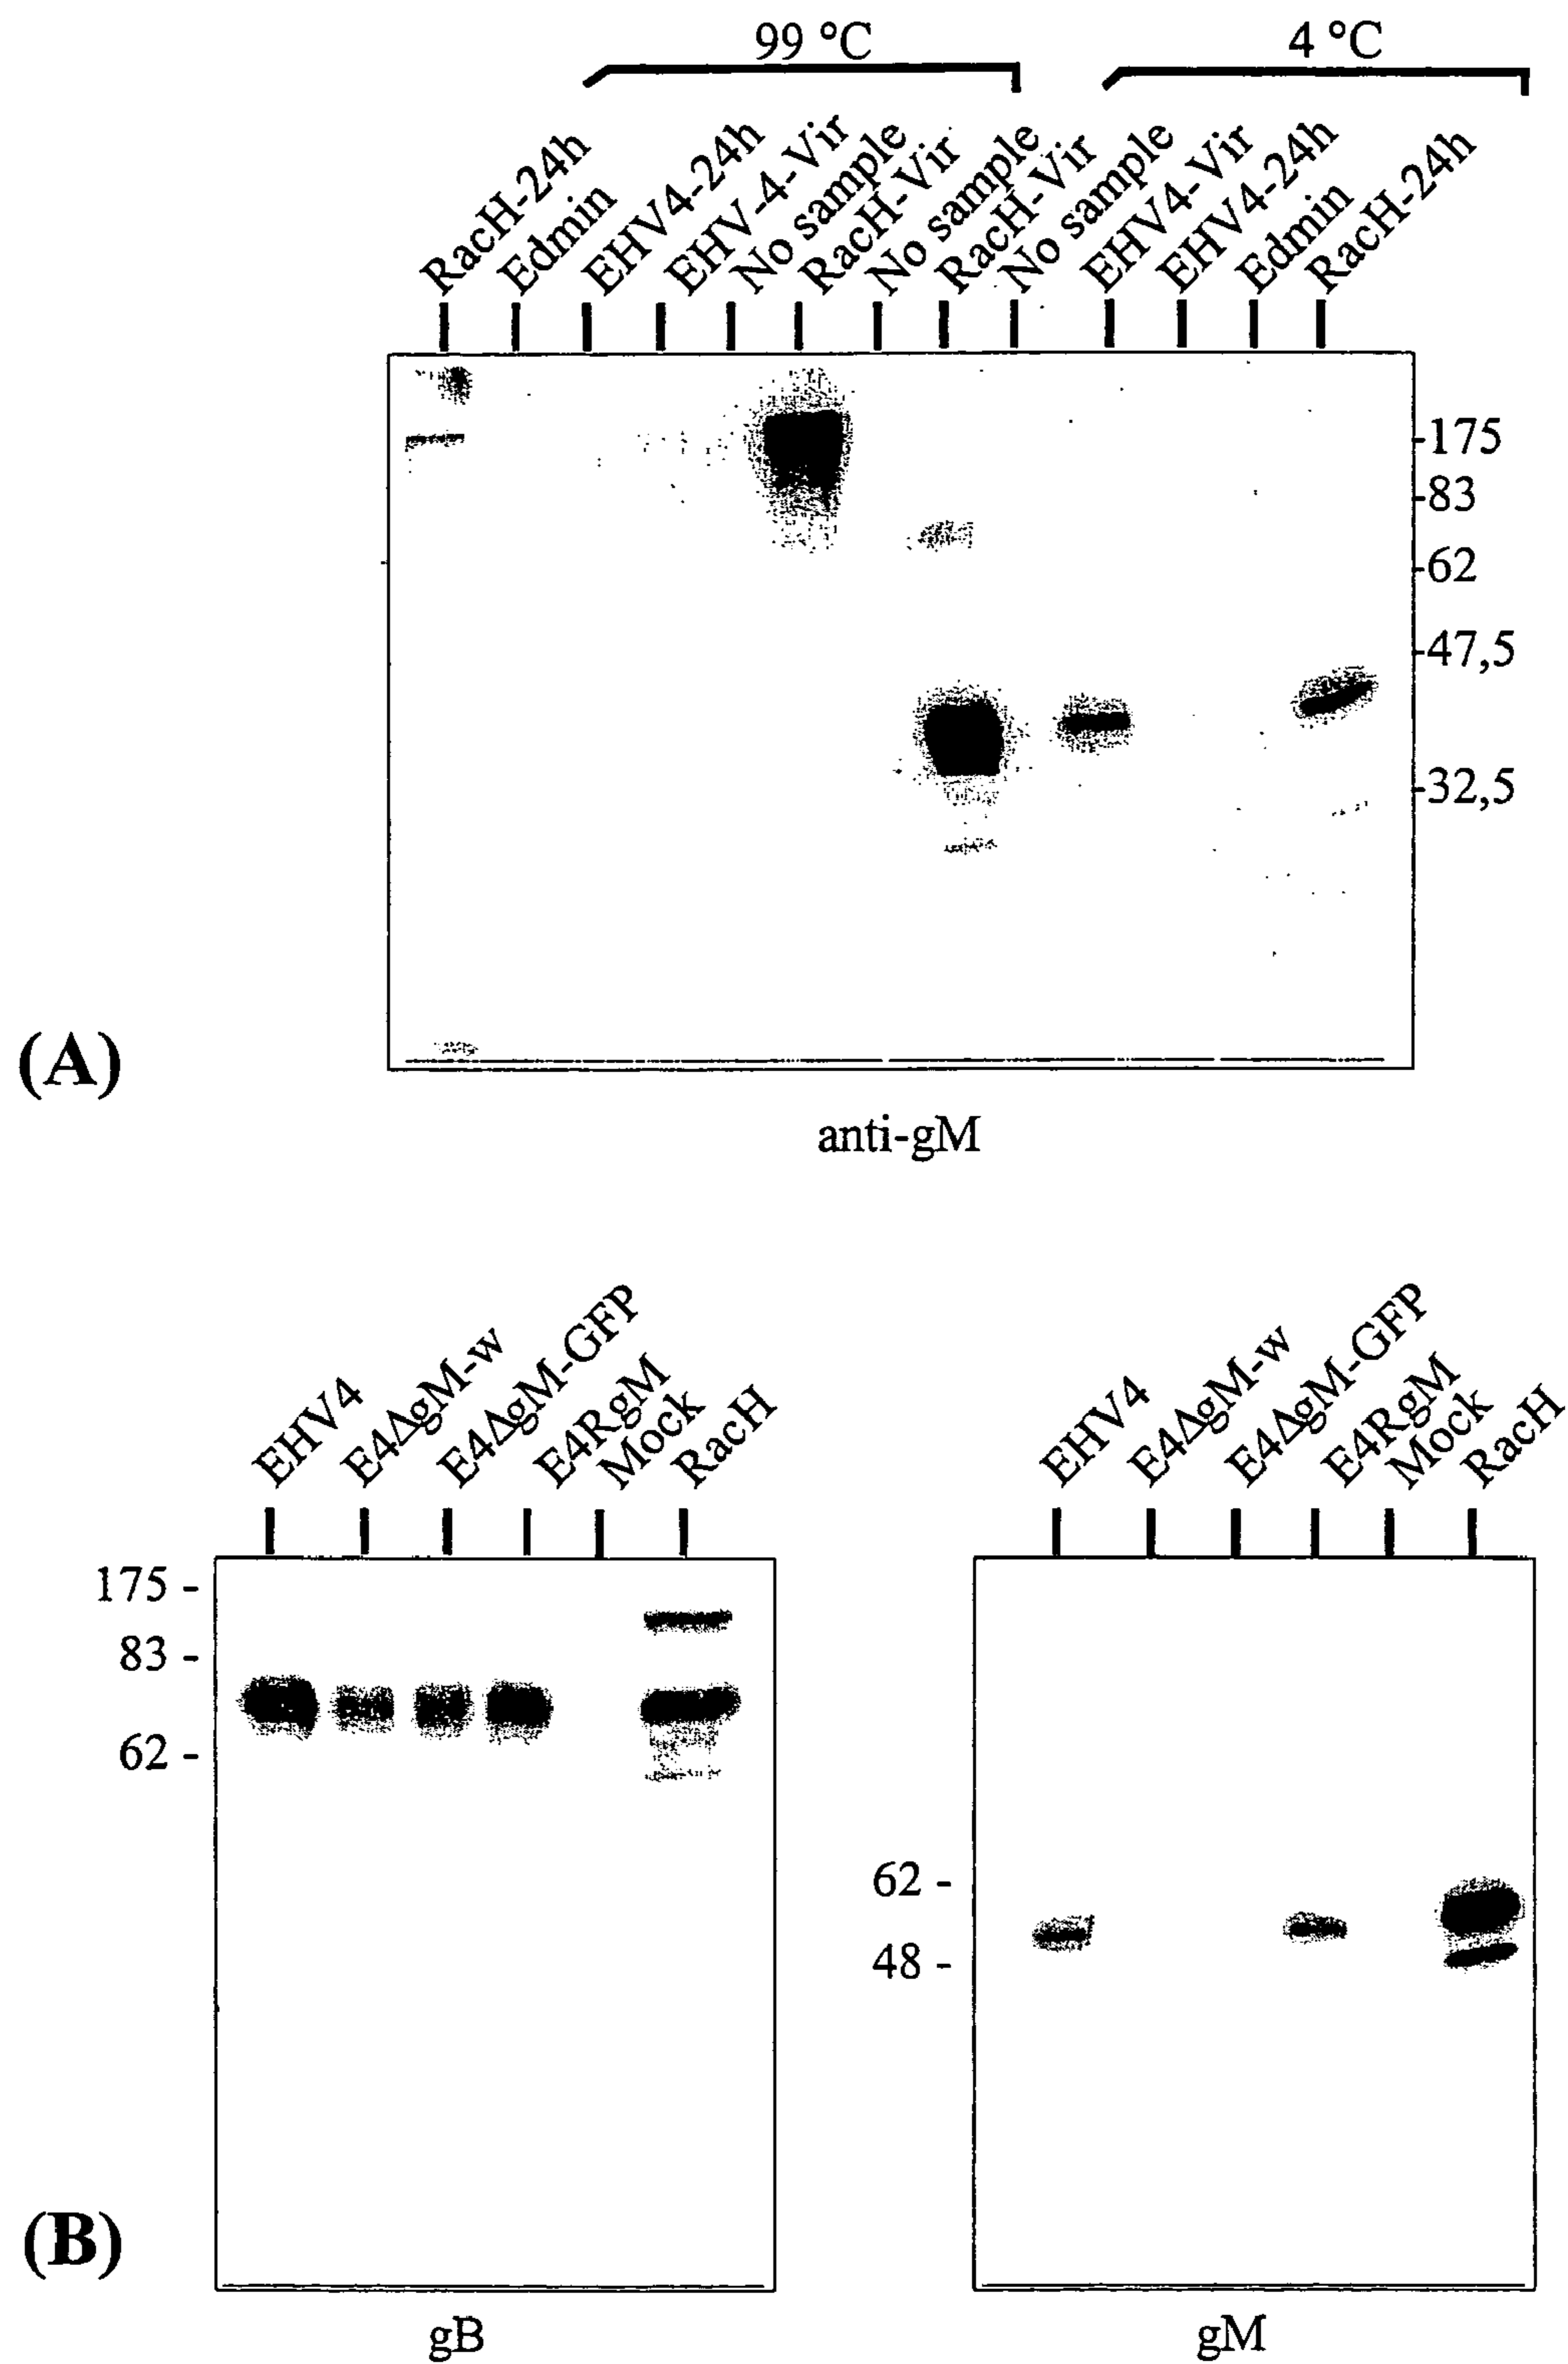 99 °C 4 °C
RacH-24h Edmin EHV4-24h EHV-4-Vir No sample RacH-Vir No sample RacH-Vir No sample EHV4-Vir EHV4-24h Edmin RacH-24h
-175
-83
-62
-47,5
-32,5
(A)
anti-gM
EHV4 E4ΔgM-w E4ΔgM-GFP E4RgM Mock RacH EHV4 E4ΔgM-w E4ΔgM-GFP E4RgM Mock RacH
175 -
83 -
62 -
62 -
48 -
(B)
gB gM